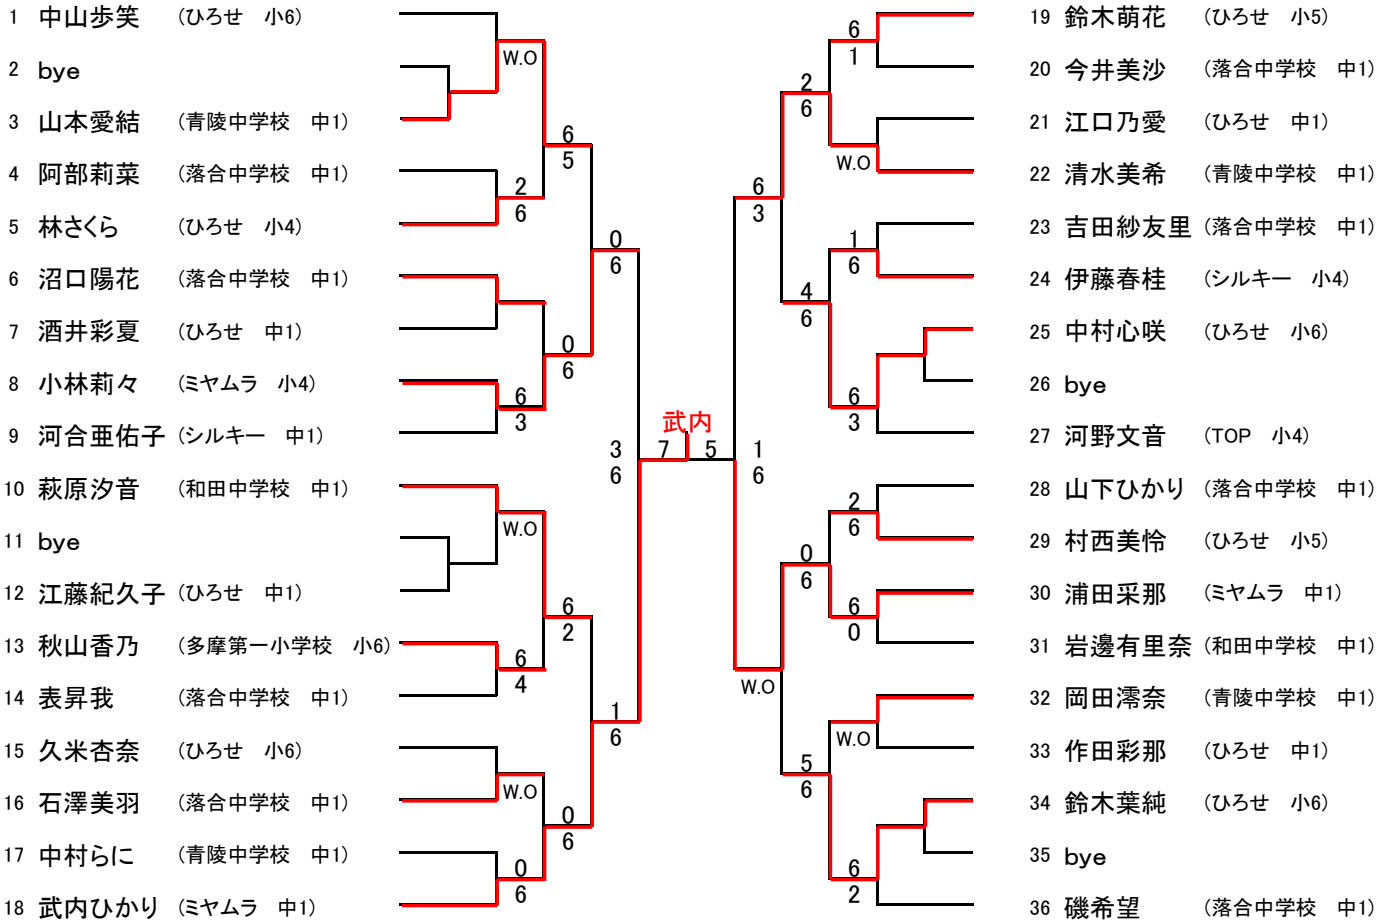 1 中山歩笑 (ひろせ 小6)
2 bye
3 山本愛結 (青陵中学校 中1)
4 阿部莉菜 (落合中学校 中1)
5 林さくら (ひろせ 小4)
6 沼口陽花 (落合中学校 中1)
7 酒井彩夏 (ひろせ 中1)
8 小林莉々 (ミヤムラ 小4)
9 河合亜佑子 (シルキー 中1)
10 萩原汐音 (和田中学校 中1)
11 bye
12 江藤紀久子 (ひろせ 中1)
13 秋山香乃 (多摩第一小学校 小6)
14 表昇我 (落合中学校 中1)
15 久米杏奈 (ひろせ 小6)
16 石澤美羽 (落合中学校 中1)
17 中村らに (青陵中学校 中1)
18 武内ひかり (ミヤムラ 中1)
W.O
2
6
6
3
W.O
6
4
W.O
0
6
6
5
0
6
6
2
0
6
0
6
1
6
3
6
武内
7 5
1
6
6
3
W.O
2
6
4
6
0
6
5
6
6
1
W.O
1
6
6
3
2
6
6
0
W.O
6
2
19 鈴木萌花 (ひろせ 小5)
20 今井美沙 (落合中学校 中1)
21 江口乃愛 (ひろせ 中1)
22 清水美希 (青陵中学校 中1)
23 吉田紗友里 (落合中学校 中1)
24 伊藤春桂 (シルキー 小4)
25 中村心咲 (ひろせ 小6)
26 bye
27 河野文音 (TOP 小4)
28 山下ひかり (落合中学校 中1)
29 村西美怜 (ひろせ 小5)
30 浦田采那 (ミヤムラ 中1)
31 岩邊有里奈 (和田中学校 中1)
32 岡田澪奈 (青陵中学校 中1)
33 作田彩那 (ひろせ 中1)
34 鈴木葉純 (ひろせ 小6)
35 bye
36 磯希望 (落合中学校 中1)